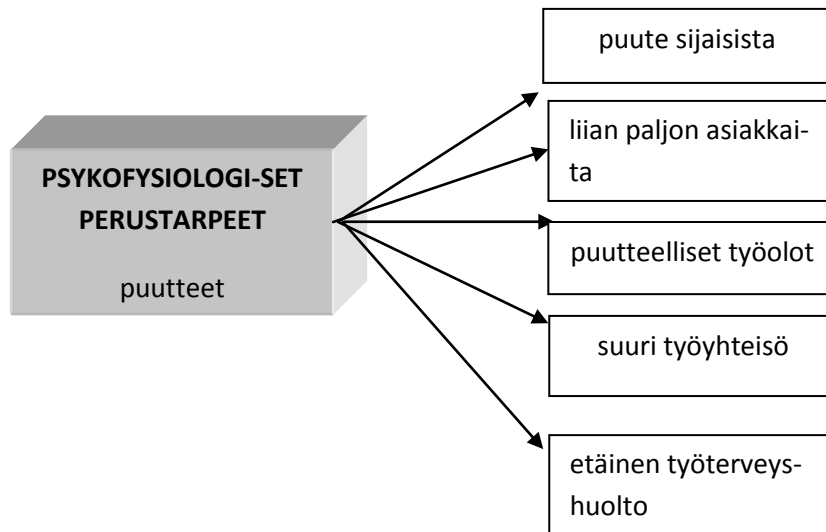 PSYKOFYSIOLOGI-SET
PERUSTARPEET
puutteet
puute sijaisista
liian paljon asiakkai-
ta
puutteelliset työolot
suuri työyhteisö
etäinen työterveys-
huolto